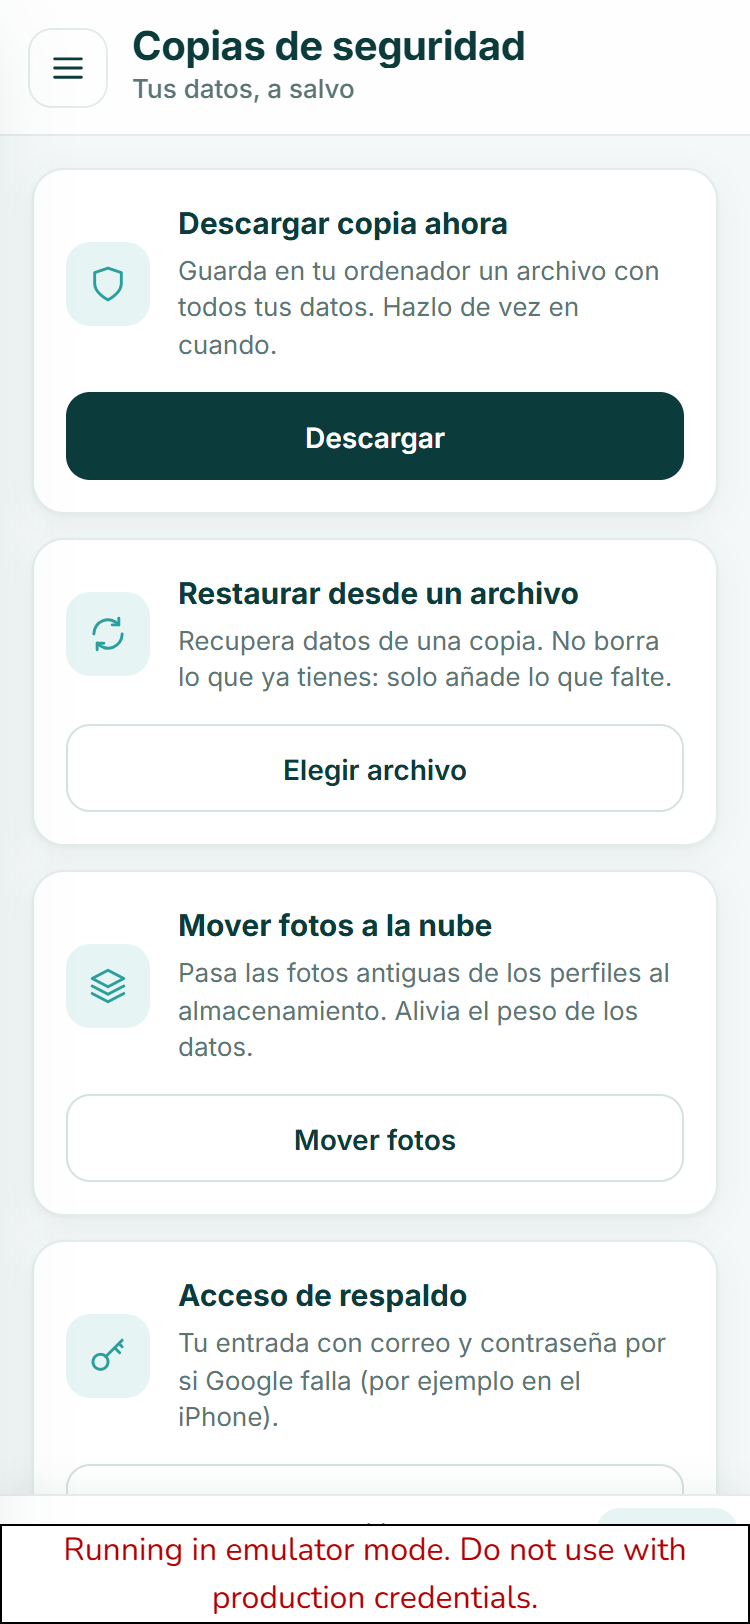 Copias de seguridad
Tus datos, a salvo
Descargar copia ahora
Guarda en tu ordenador un archivo con
todos tus datos. Hazlo de vez en
cuando.
Descargar
Restaurar desde un archivo
Recupera datos de una copia. No borra
lo que ya tienes: solo añade lo que falte.
Elegir archivo
Mover fotos a la nube
Pasa las fotos antiguas de los perfiles al
almacenamiento. Alivia el peso de los
datos.
Mover fotos
Acceso de respaldo
Tu entrada con correo y contraseña por
si Google falla (por ejemplo en el
iPhone).
Running in emulator mode. Do not use with
production credentials.